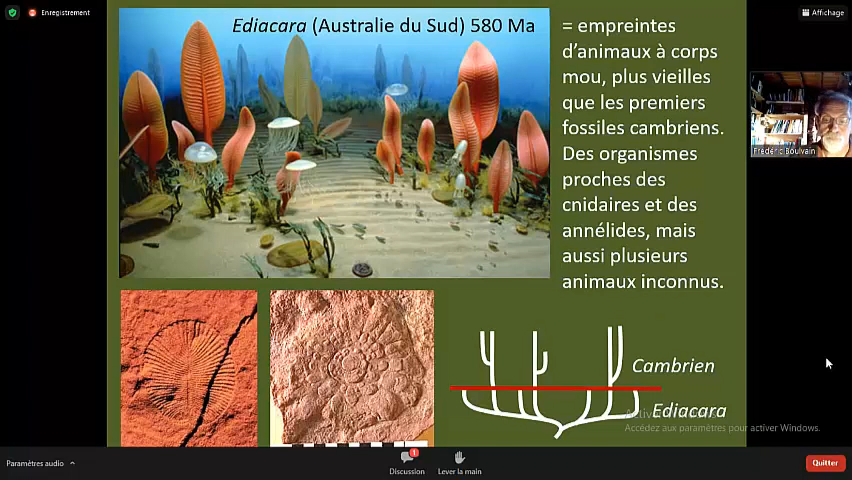 Enregistrement
Affichage
Ediacara (Australie du Sud) 580 Ma
= empreintes
d'animaux à corps
mou, plus vieilles
que les premiers
fossiles cambriens.
Des organismes
proches des
cnidaires et des
annélides, mais
aussi plusieurs
animaux inconnus.
Frédéric Boulvain
Cambrien
Ediacara
Accédez aux paramètres pour activer Windows.
Paramètres audio
1
Discussion
Lever la main
Quitter